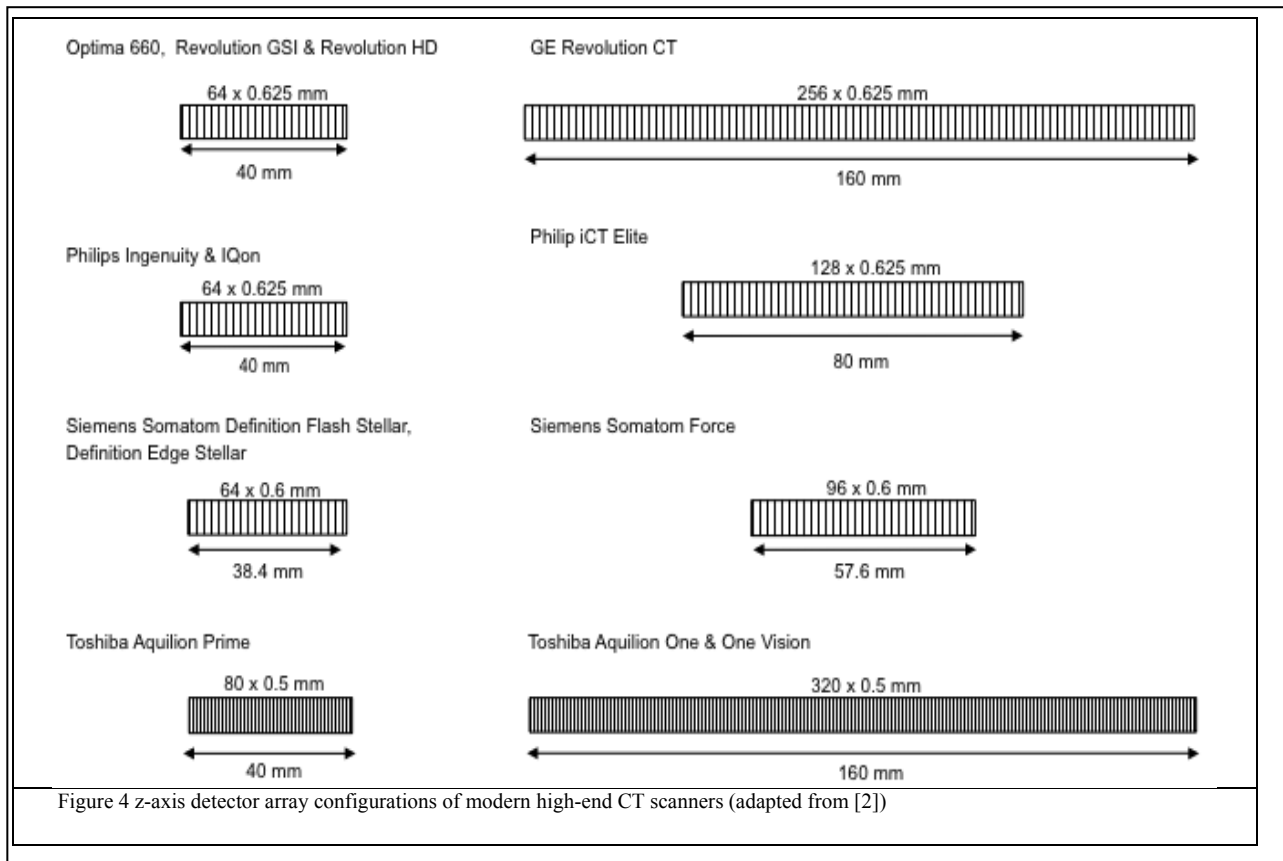 Optima 660, Revolution GSI & Revolution HD
64 x 0.625 mm
40 mm
GE Revolution CT
256 x 0.625 mm
160 mm
Philips Ingenuity & IQon
64 x 0.625 mm
40 mm
Philip iCT Elite
128 x 0.625 mm
80 mm
Siemens Somatom Definition Flash Stellar,
Definition Edge Stellar
64 x 0.6 mm
38.4 mm
Siemens Somatom Force
96 x 0.6 mm
57.6 mm
Toshiba Aquilion Prime
80 x 0.5 mm
40 mm
Toshiba Aquilion One & One Vision
320 x 0.5 mm
160 mm
Figure 4 z-axis detector array configurations of modern high-end CT scanners (adapted from [2])